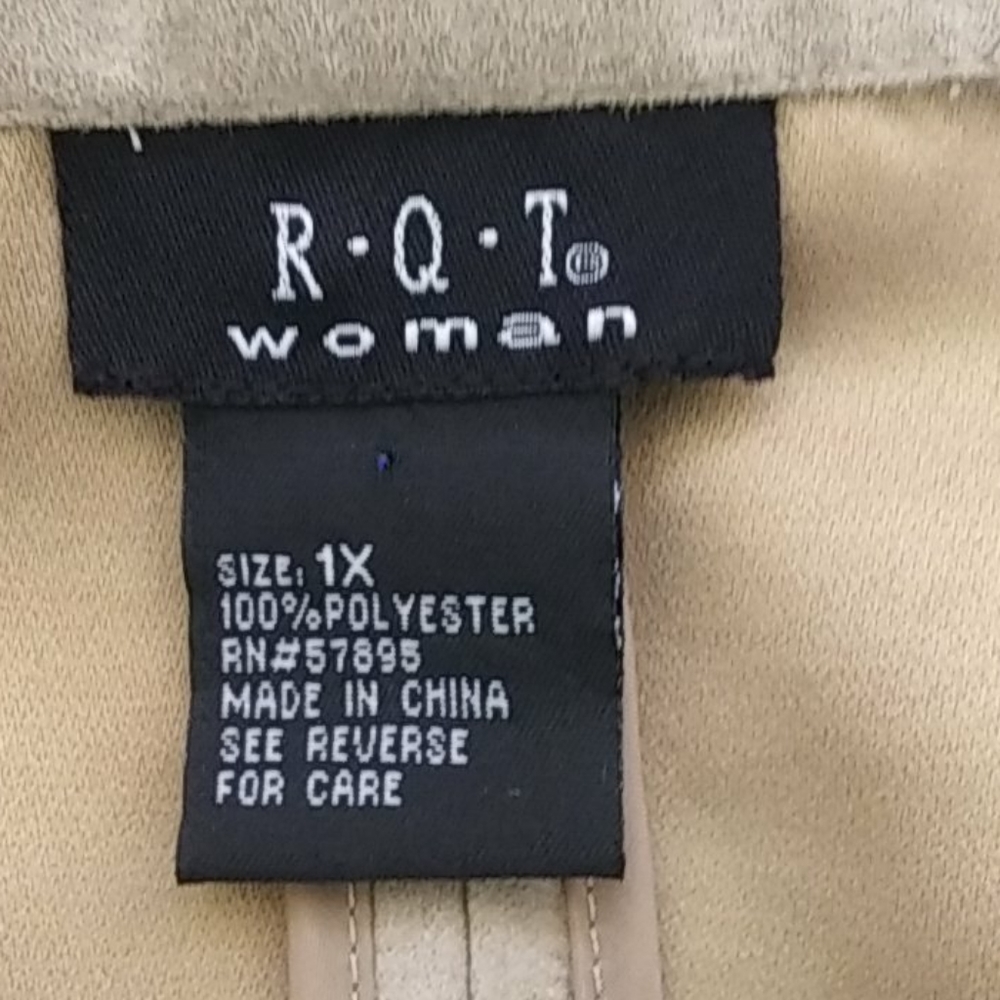 R·Q·T®
woman
SIZE: 1X
100%POLYESTER
RN#57895
MADE IN CHINA
SEE REVERSE
FOR CARE